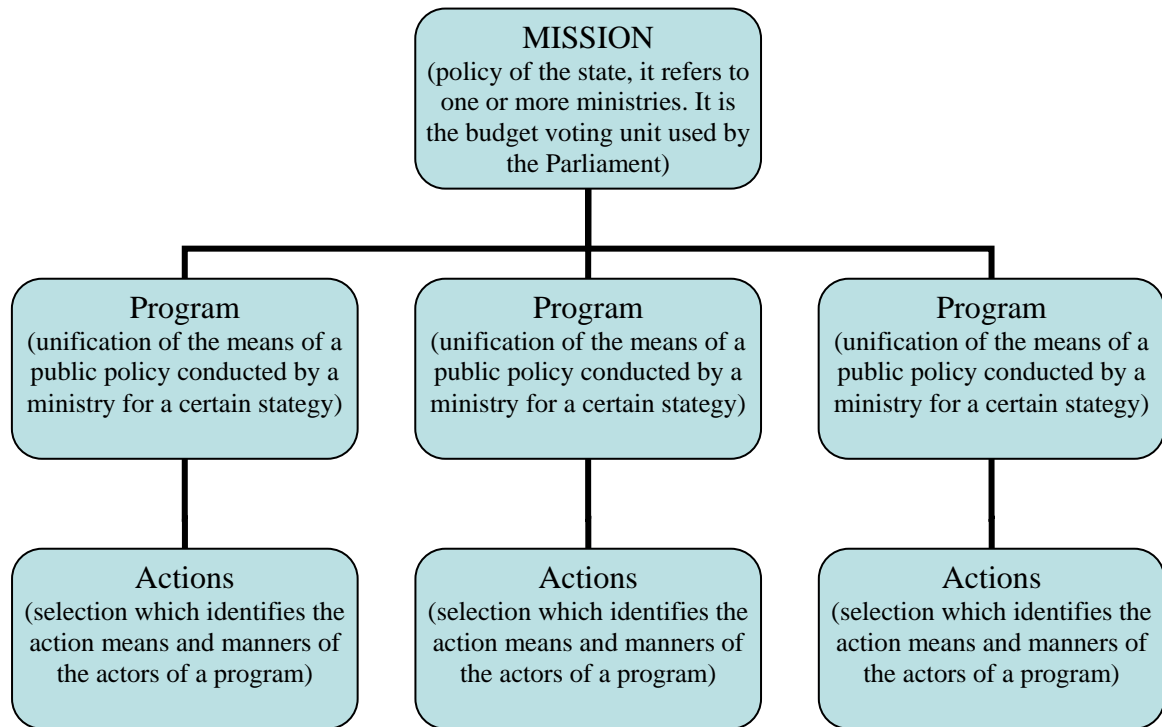 MISSION
(policy of the state, it refers to
one or more ministries. It is
the budget voting unit used by
the Parliament)
Program
(unification of the means of a
public policy conducted by a
ministry for a certain stategy)
Program
(unification of the means of a
public policy conducted by a
ministry for a certain stategy)
Program
(unification of the means of a
public policy conducted by a
ministry for a certain stategy)
Actions
(selection which identifies the
action means and manners of
the actors of a program)
Actions
(selection which identifies the
action means and manners of
the actors of a program)
Actions
(selection which identifies the
action means and manners of
the actors of a program)